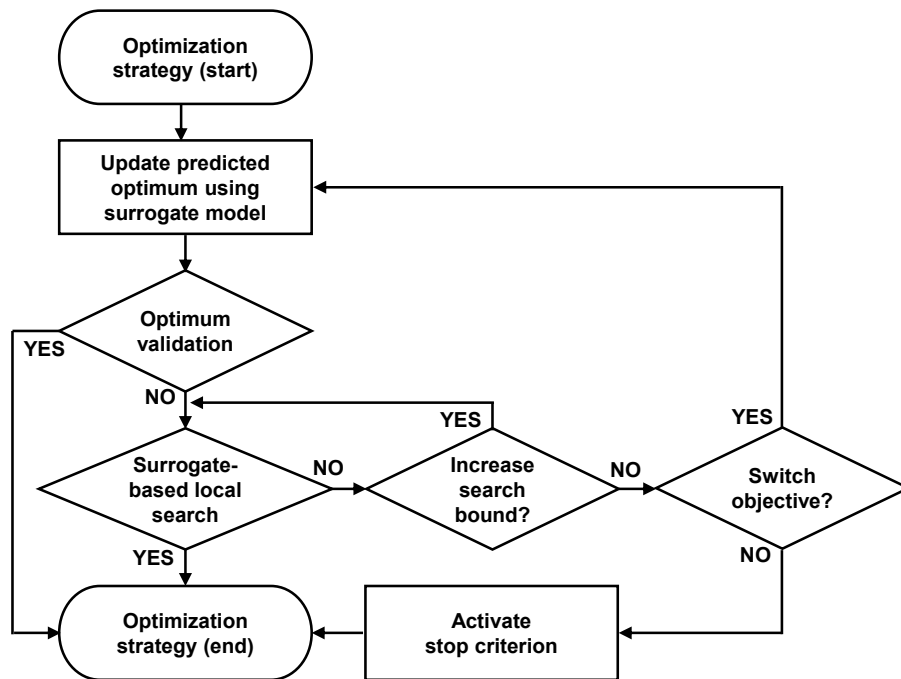 Optimization
strategy (start)
Update predicted
optimum using
surrogate model
Optimum
validation
YES
NO
YES
YES
Surrogate-
based local
search
NO
Increase
search
bound?
NO
Switch
objective?
YES
NO
Optimization
strategy (end)
Activate
stop criterion